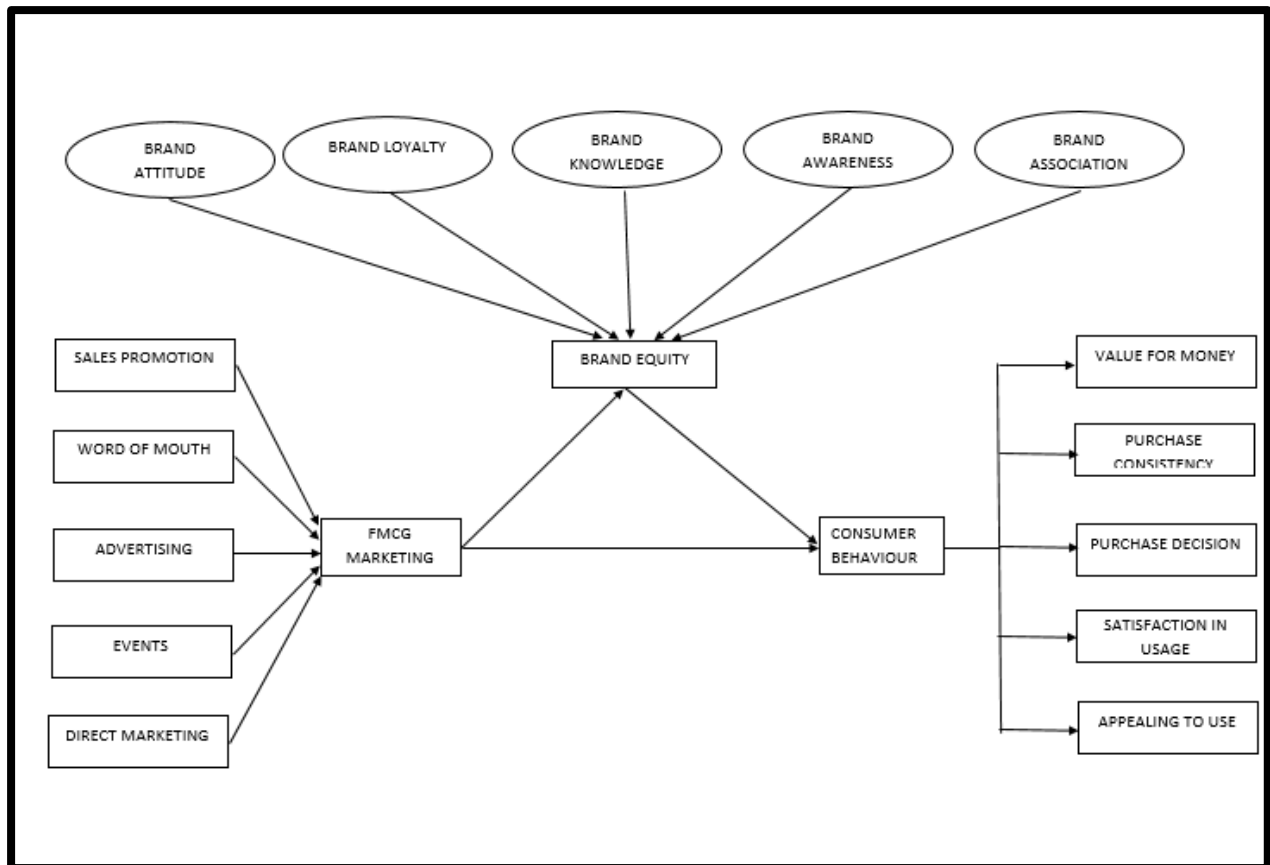 BRAND
ATTITUDE
BRAND LOYALTY
BRAND
KNOWLEDGE
BRAND
AWARENESS
BRAND
ASSOCIATION
BRAND EQUITY
SALES PROMOTION
WORD OF MOUTH
ADVERTISING
EVENTS
DIRECT MARKETING
FMCG
MARKETING
CONSUMER
BEHAVIOUR
VALUE FOR MONEY
PURCHASE
CONSISTENCY
PURCHASE DECISION
SATISFACTION IN
USAGE
APPEALING TO USE